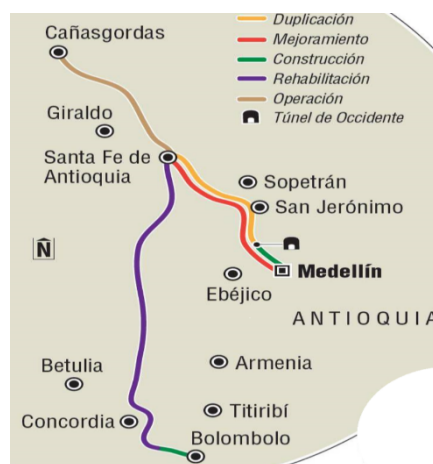 Cañasgordas
Duplicación
Mejoramiento
Construcción
Rehabilitación
Operación
Túnel de Occidente
Giraldo
Santa Fe de
Antioquia
Sopetrán
San Jerónimo
N
Medellín
Ebéjico
ANTIOQUIA
Armenia
Betulia
Titiribí
Concordia
Bolombolo